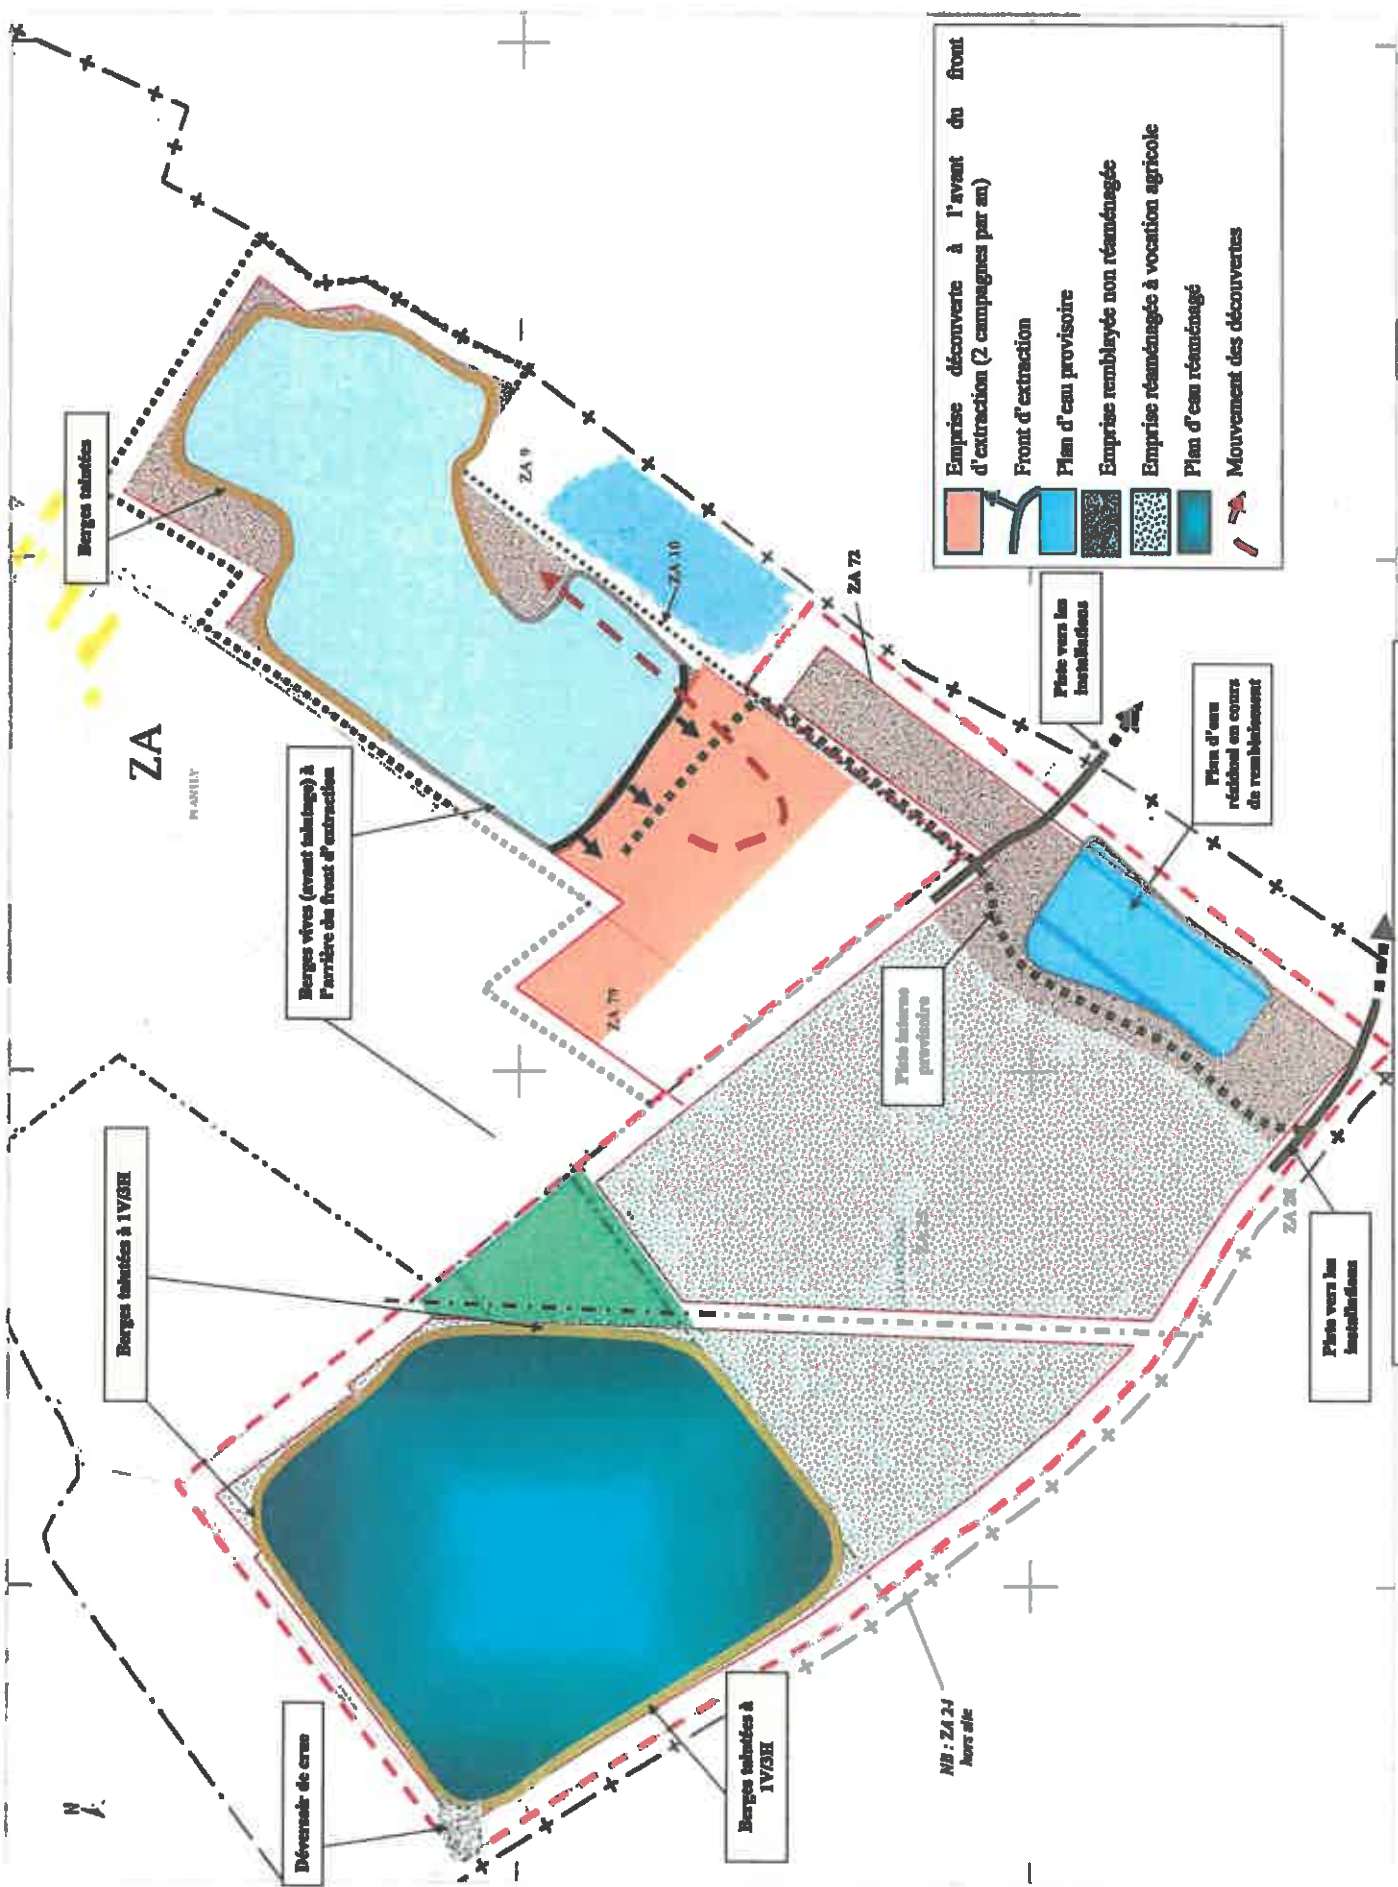 Berges talutées
ZA
Berges vives (avant talutage) à
l'arrière du front d'extraction
Berges talutées à 1V/3H
Déversoir de crue
N
Berges talutées à
1V/3H
NB : ZA 24
hors site
ZA 9
ZA 10
ZA 72
ZA 79
Piste interne
provisoire
Piste vers les
installations
Plan d'eau
résiduel en cours
de remblaiement
Piste vers les
installations
Emprise découverte à l'avant du front
d'extraction (2 campagnes par an)
Front d'extraction
Plan d'eau provisoire
Emprise remblayée non réaménagée
Emprise réaménagée à vocation agricole
Plan d'eau réaménagé
Mouvement des découvertes